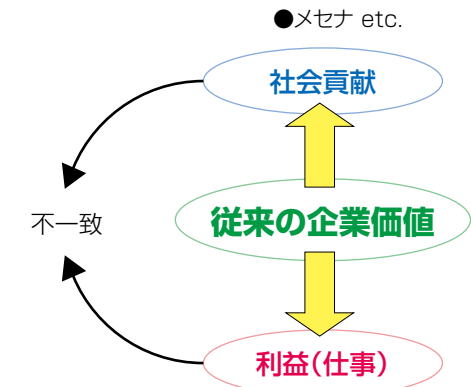 ●メセナ etc.
社会貢献
不一致
従来の企業価値
利益(仕事)